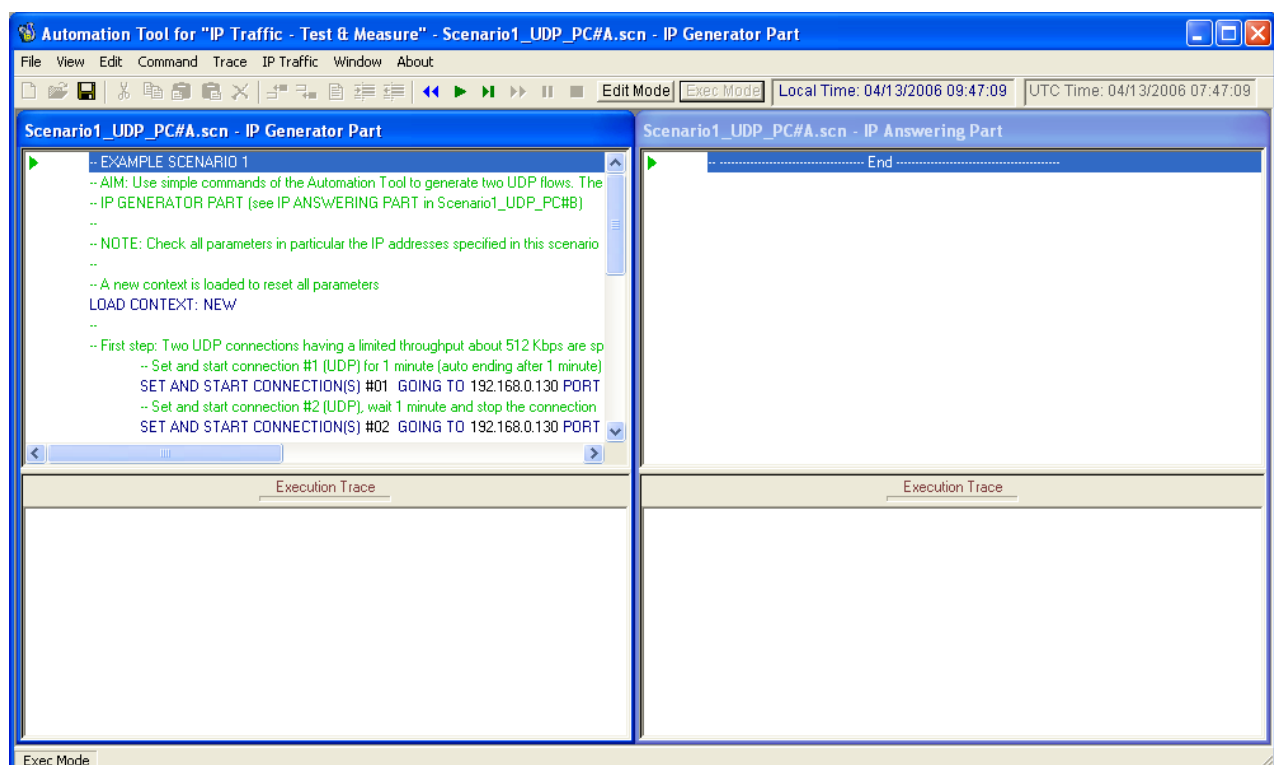 Automation Tool for "IP Traffic - Test & Measure" - Scenario1_UDP_PC#A.scn - IP Generator Part
File View Edit Command Trace IP Traffic Window About
Edit Mode Exec Mode Local Time: 04/13/2006 09:47:09 UTC Time: 04/13/2006 07:47:09
Scenario1_UDP_PC#A.scn - IP Generator Part
-- EXAMPLE SCENARIO 1
-- AIM: Use simple commands of the Automation Tool to generate two UDP flows. The
-- IP GENERATOR PART (see IP ANSWERING PART in Scenario1_UDP_PC#B)
--
-- NOTE: Check all parameters in particular the IP addresses specified in this scenario
--
-- A new context is loaded to reset all parameters
LOAD CONTEXT: NEW
--
-- First step: Two UDP connections having a limited throughput about 512 Kbps are sp
-- Set and start connection #1 (UDP) for 1 minute (auto ending after 1 minute)
SET AND START CONNECTION(S) #01 GOING TO 192.168.0.130 PORT
-- Set and start connection #2 (UDP), wait 1 minute and stop the connection
SET AND START CONNECTION(S) #02 GOING TO 192.168.0.130 PORT
Execution Trace
Scenario1_UDP_PC#A.scn - IP Answering Part
-- -------------------------------------- End -------------------------------------------
Execution Trace
Exec Mode